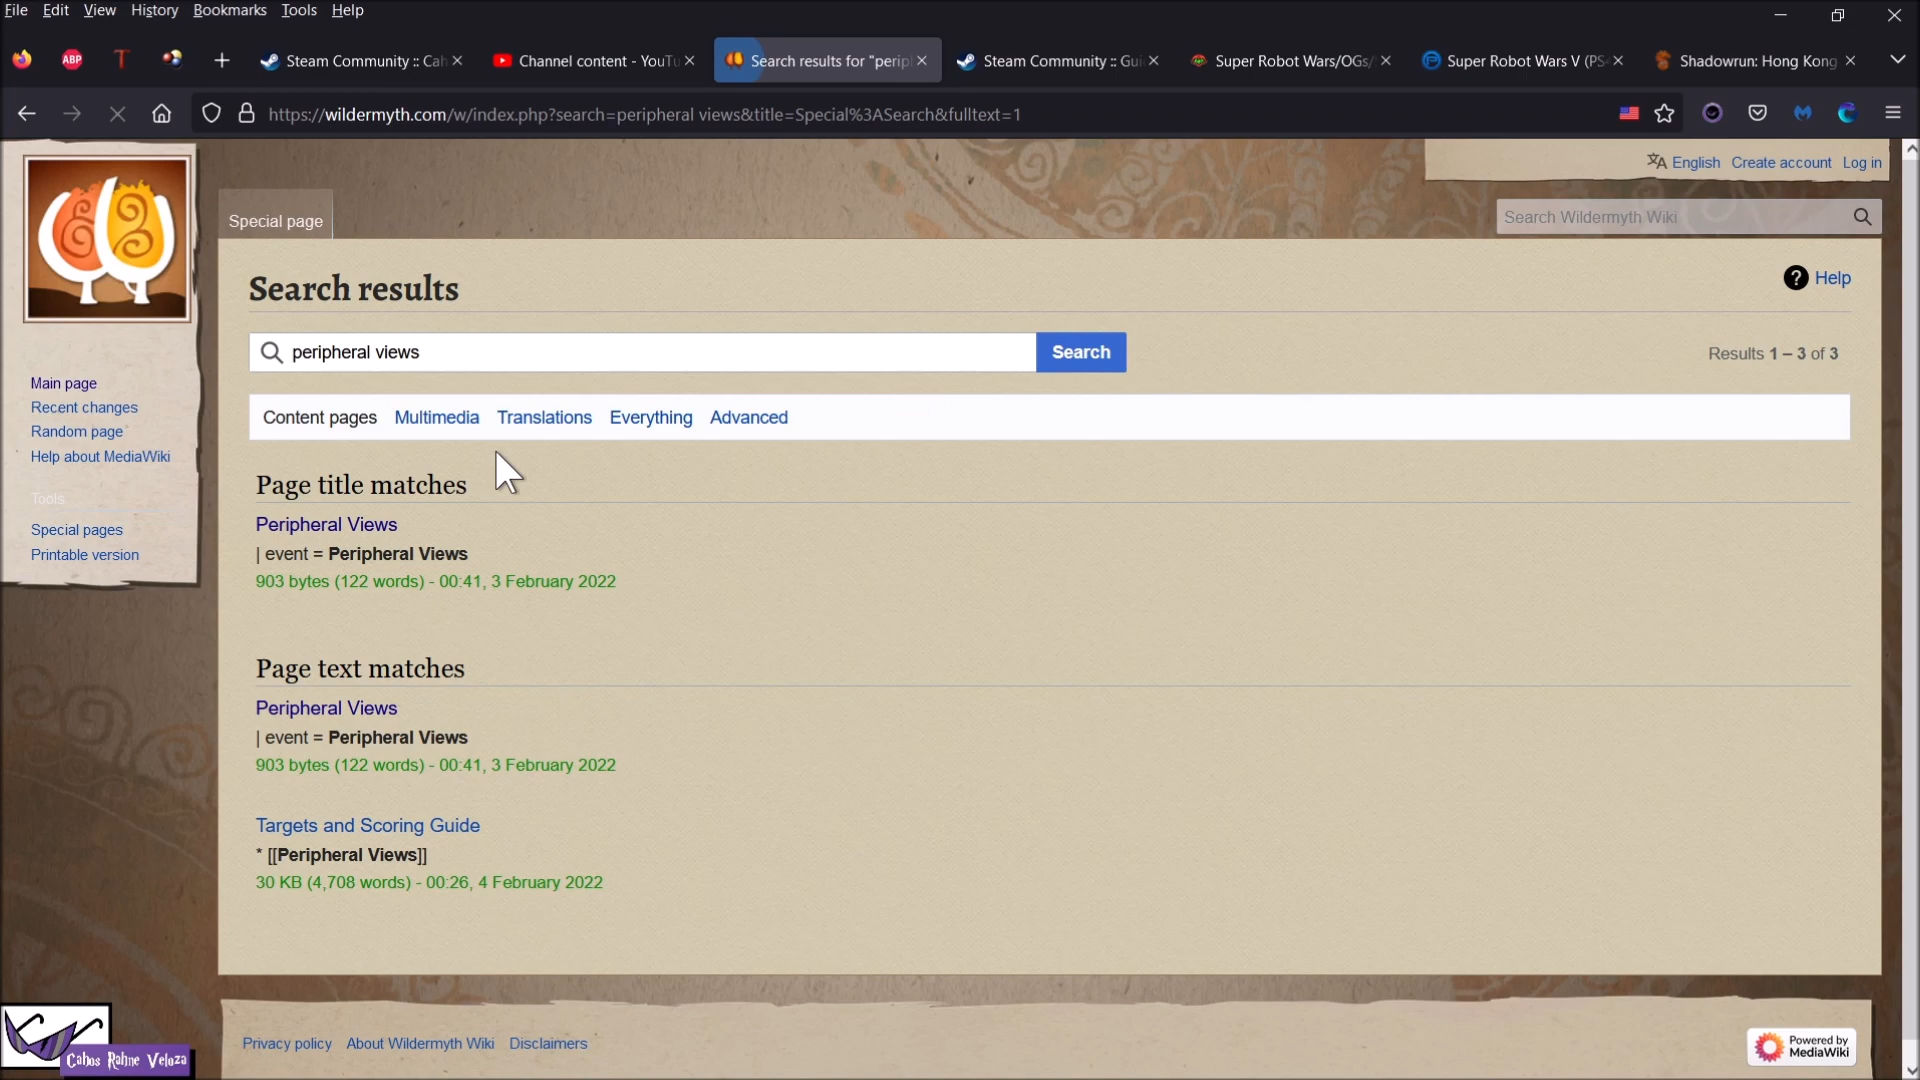 File Edit View History Bookmarks Tools Help
ABP
T
Steam Community :: Cah
Channel content - YouTu
Search results for "perip
Steam Community :: Gui
Super Robot Wars/OGs/
Super Robot Wars V (PS
Shadowrun: Hong Kong
https://wildermyth.com/w/index.php?search=peripheral views&title=Special%3ASearch&fulltext=1
English Create account Log in
Special page
Search Wildermyth Wiki
Search results
Help
peripheral views
Search
Results 1 – 3 of 3
Content pages Multimedia Translations Everything Advanced
Main page
Recent changes
Random page
Help about MediaWiki
Tools
Special pages
Printable version
Page title matches
Peripheral Views
| event = Peripheral Views
903 bytes (122 words) - 00:41, 3 February 2022
Page text matches
Peripheral Views
| event = Peripheral Views
903 bytes (122 words) - 00:41, 3 February 2022
Targets and Scoring Guide
* [[Peripheral Views]]
30 KB (4,708 words) - 00:26, 4 February 2022
Privacy policy About Wildermyth Wiki Disclaimers
Powered by
MediaWiki
Cahos Rahne Veloza